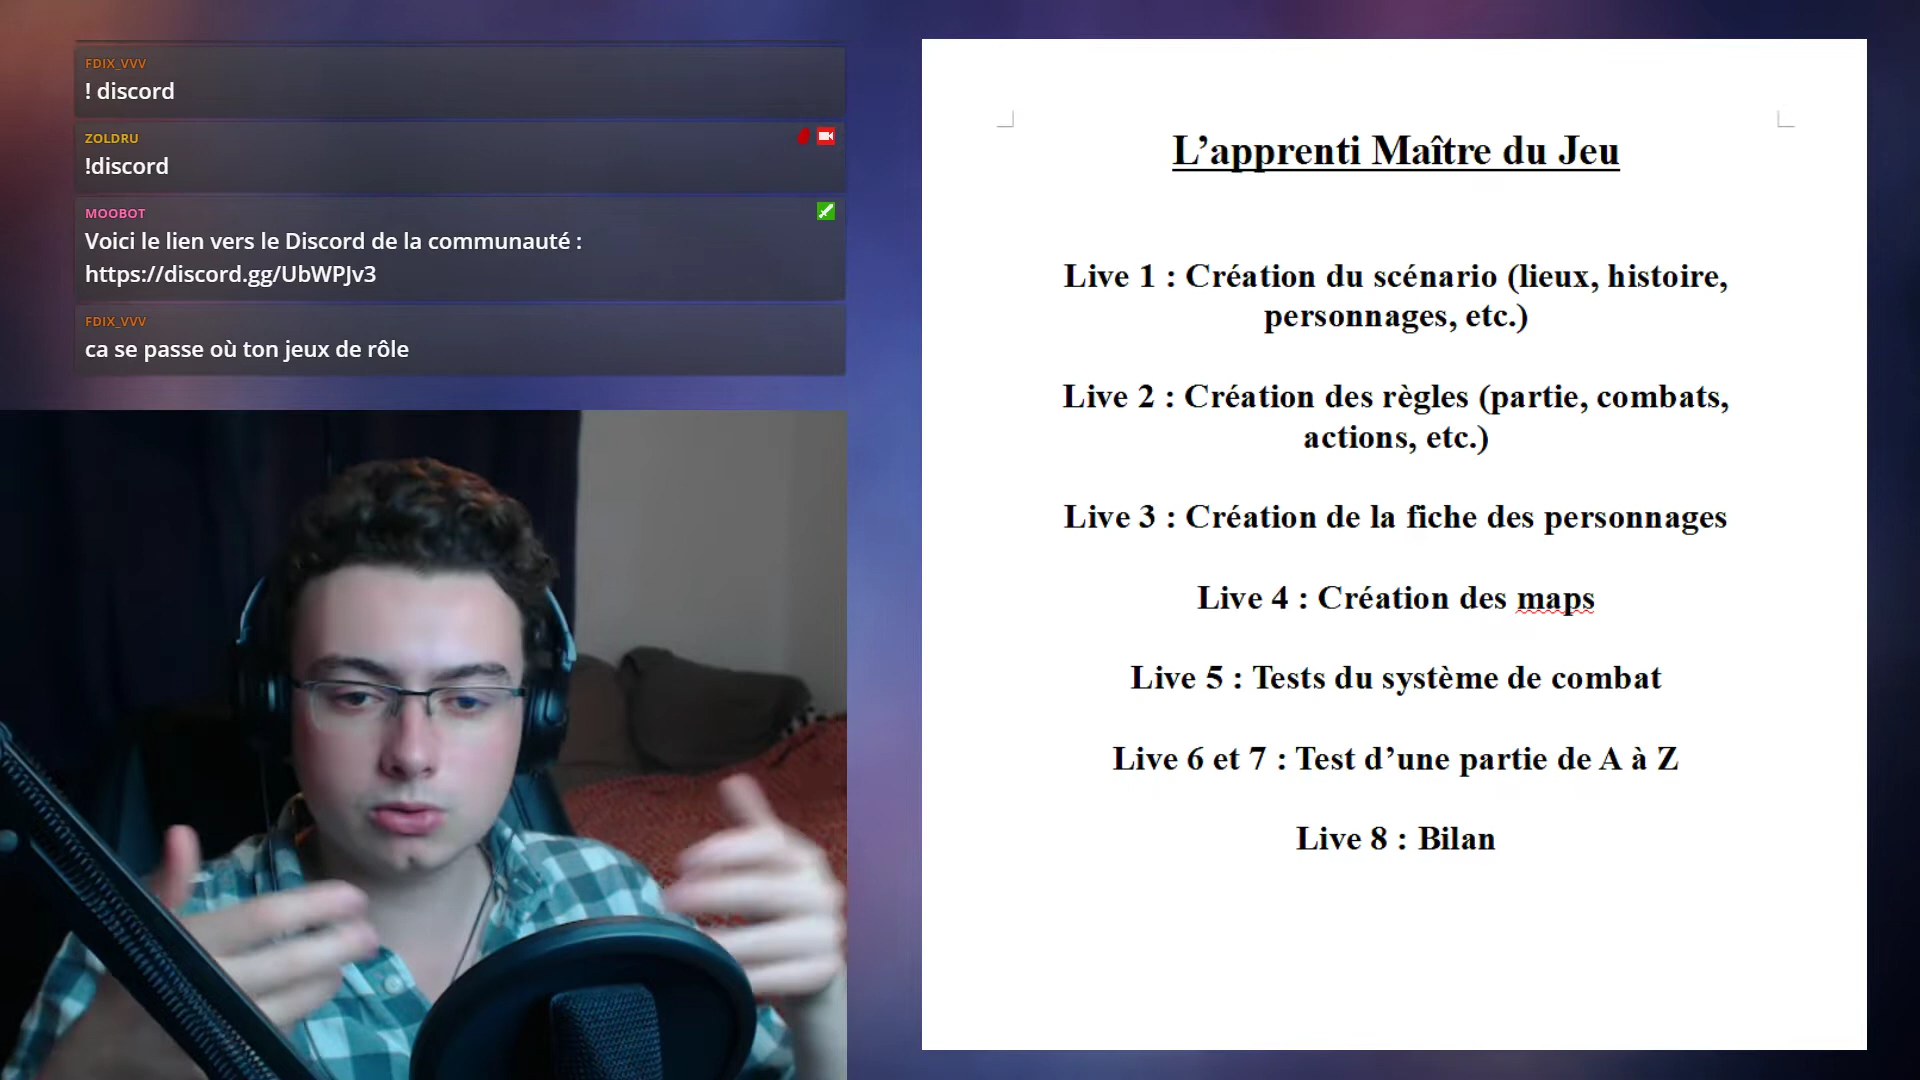 FDIX_VVV
! discord
ZOLDRU
!discord
MOOBOT
Voici le lien vers le Discord de la communauté :
https://discord.gg/UbWPJv3
FDIX_VVV
ca se passe où ton jeux de rôle
L’apprenti Maître du Jeu
Live 1 : Création du scénario (lieux, histoire,
personnages, etc.)
Live 2 : Création des règles (partie, combats,
actions, etc.)
Live 3 : Création de la fiche des personnages
Live 4 : Création des maps
Live 5 : Tests du système de combat
Live 6 et 7 : Test d’une partie de A à Z
Live 8 : Bilan